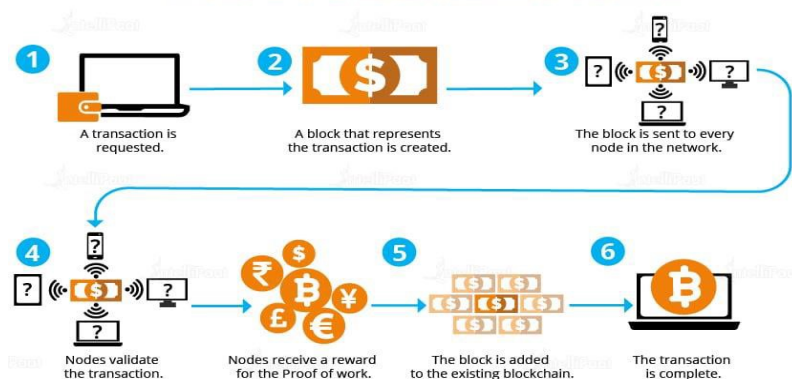 1
A transaction is
requested.
2
A block that represents
the transaction is created.
3
The block is sent to every
node in the network.
4
Nodes validate
the transaction.
Nodes receive a reward
for the Proof of work.
5
The block is added
to the existing blockchain.
6
The transaction
is complete.